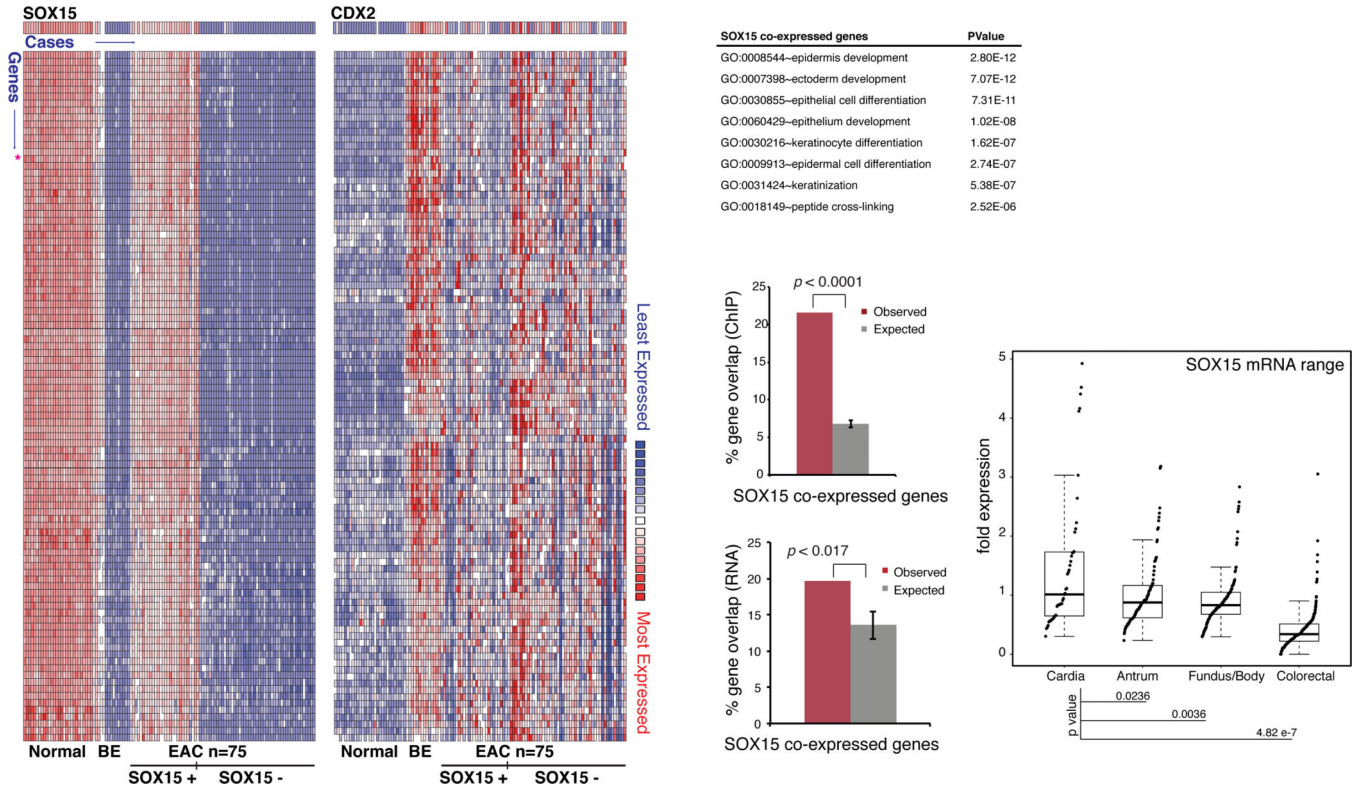 SOX15
CDX2
Cases
Genes
*
Least Expressed
Most Expressed
Normal BE EAC n=75
SOX15 + SOX15 -
Normal BE EAC n=75
SOX15 + SOX15 -
SOX15 co-expressed genes PValue
GO:0008544~epidermis development 2.80E-12
GO:0007398~ectoderm development 7.07E-12
GO:0030855~epithelial cell differentiation 7.31E-11
GO:0060429~epithelium development 1.02E-08
GO:0030216~keratinocyte differentiation 1.62E-07
GO:0009913~epidermal cell differentiation 2.74E-07
GO:0031424~keratinization 5.38E-07
GO:0018149~peptide cross-linking 2.52E-06
p < 0.0001
Observed
Expected
% gene overlap (ChIP)
25
20
15
10
5
0
SOX15 co-expressed genes
p < 0.017
Observed
Expected
% gene overlap (RNA)
25
20
15
10
5
0
SOX15 co-expressed genes
SOX15 mRNA range
fold expression
5
4
3
2
1
0
Cardia Antrum Fundus/Body Colorectal
p value
0.0236
0.0036
4.82 e-7